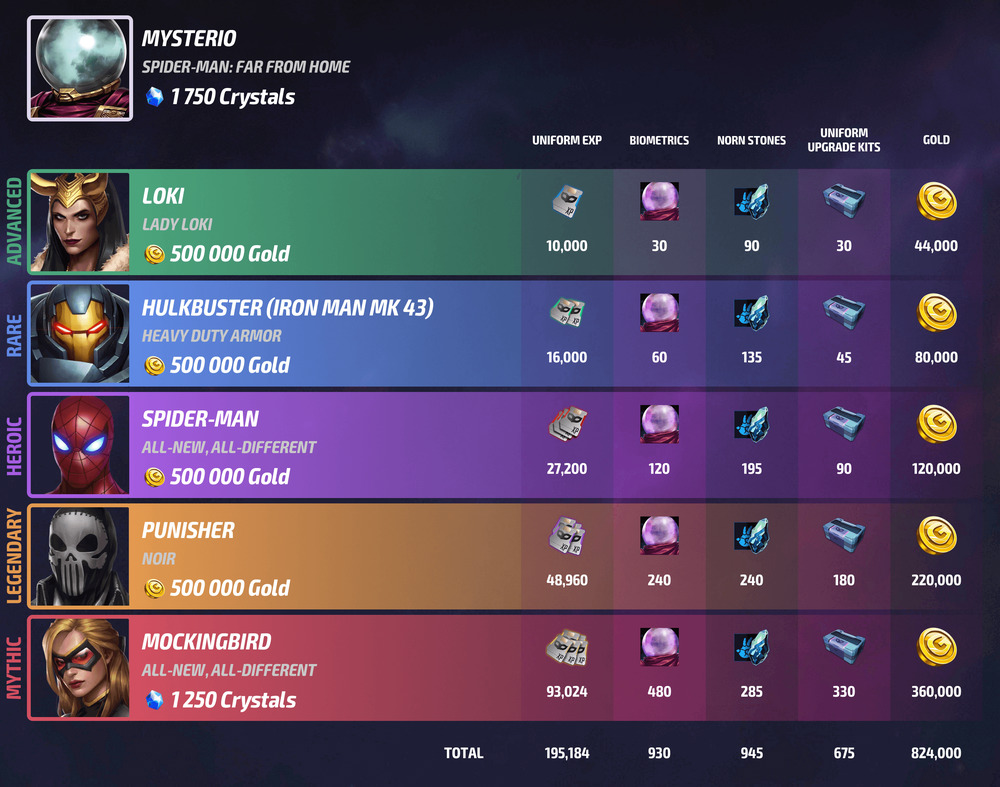 MYSTERIO
SPIDER-MAN: FAR FROM HOME
1 750 Crystals
UNIFORM EXP BIOMETRICS NORN STONES UNIFORM UPGRADE KITS GOLD
ADVANCED
LOKI
LADY LOKI
500 000 Gold
10,000 30 90 30 44,000
RARE
HULKBUSTER (IRON MAN MK 43)
HEAVY DUTY ARMOR
500 000 Gold
16,000 60 135 45 80,000
HEROIC
SPIDER-MAN
ALL-NEW, ALL-DIFFERENT
500 000 Gold
27,200 120 195 90 120,000
LEGENDARY
PUNISHER
NOIR
500 000 Gold
48,960 240 240 180 220,000
MYTHIC
MOCKINGBIRD
ALL-NEW, ALL-DIFFERENT
1 250 Crystals
93,024 480 285 330 360,000
TOTAL 195,184 930 945 675 824,000